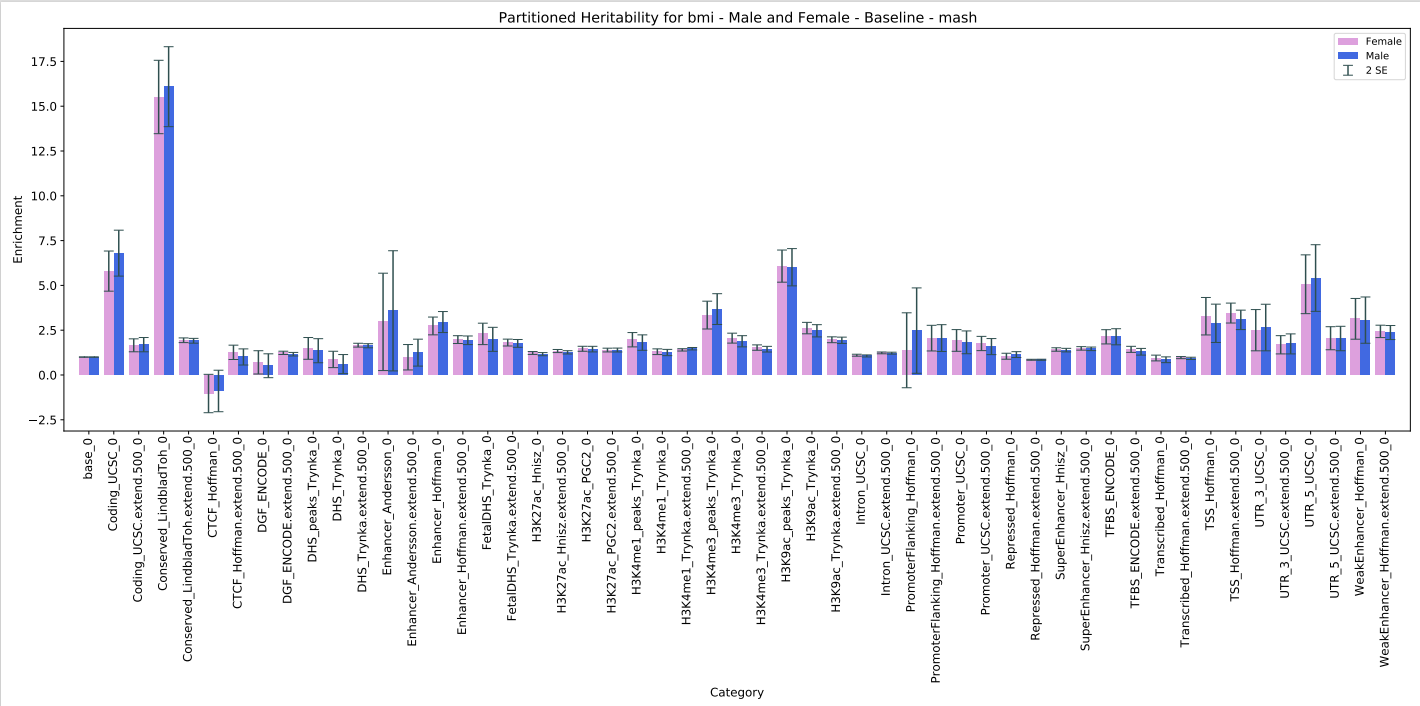 Partitioned Heritability for bmi - Male and Female - Baseline - mash
Female
Male
2 SE
Enrichment
17.5
15.0
12.5
10.0
7.5
5.0
2.5
0.0
−2.5
base_0
Coding_UCSC_0
Coding_UCSC.extend.500_0
Conserved_LindbladToh_0
Conserved_LindbladToh.extend.500_0
CTCF_Hoffman_0
CTCF_Hoffman.extend.500_0
DGF_ENCODE_0
DGF_ENCODE.extend.500_0
DHS_peaks_Trynka_0
DHS_Trynka_0
DHS_Trynka.extend.500_0
Enhancer_Andersson_0
Enhancer_Andersson.extend.500_0
Enhancer_Hoffman_0
Enhancer_Hoffman.extend.500_0
FetalDHS_Trynka_0
FetalDHS_Trynka.extend.500_0
H3K27ac_Hnisz_0
H3K27ac_Hnisz.extend.500_0
H3K27ac_PGC2_0
H3K27ac_PGC2.extend.500_0
H3K4me1_peaks_Trynka_0
H3K4me1_Trynka_0
H3K4me1_Trynka.extend.500_0
H3K4me3_peaks_Trynka_0
H3K4me3_Trynka_0
H3K4me3_Trynka.extend.500_0
H3K9ac_peaks_Trynka_0
H3K9ac_Trynka_0
H3K9ac_Trynka.extend.500_0
Intron_UCSC_0
Intron_UCSC.extend.500_0
PromoterFlanking_Hoffman_0
PromoterFlanking_Hoffman.extend.500_0
Promoter_UCSC_0
Promoter_UCSC.extend.500_0
Repressed_Hoffman_0
Repressed_Hoffman.extend.500_0
SuperEnhancer_Hnisz_0
SuperEnhancer_Hnisz.extend.500_0
TFBS_ENCODE_0
TFBS_ENCODE.extend.500_0
Transcribed_Hoffman_0
Transcribed_Hoffman.extend.500_0
TSS_Hoffman_0
TSS_Hoffman.extend.500_0
UTR_3_UCSC_0
UTR_3_UCSC.extend.500_0
UTR_5_UCSC_0
UTR_5_UCSC.extend.500_0
WeakEnhancer_Hoffman_0
WeakEnhancer_Hoffman.extend.500_0
Category